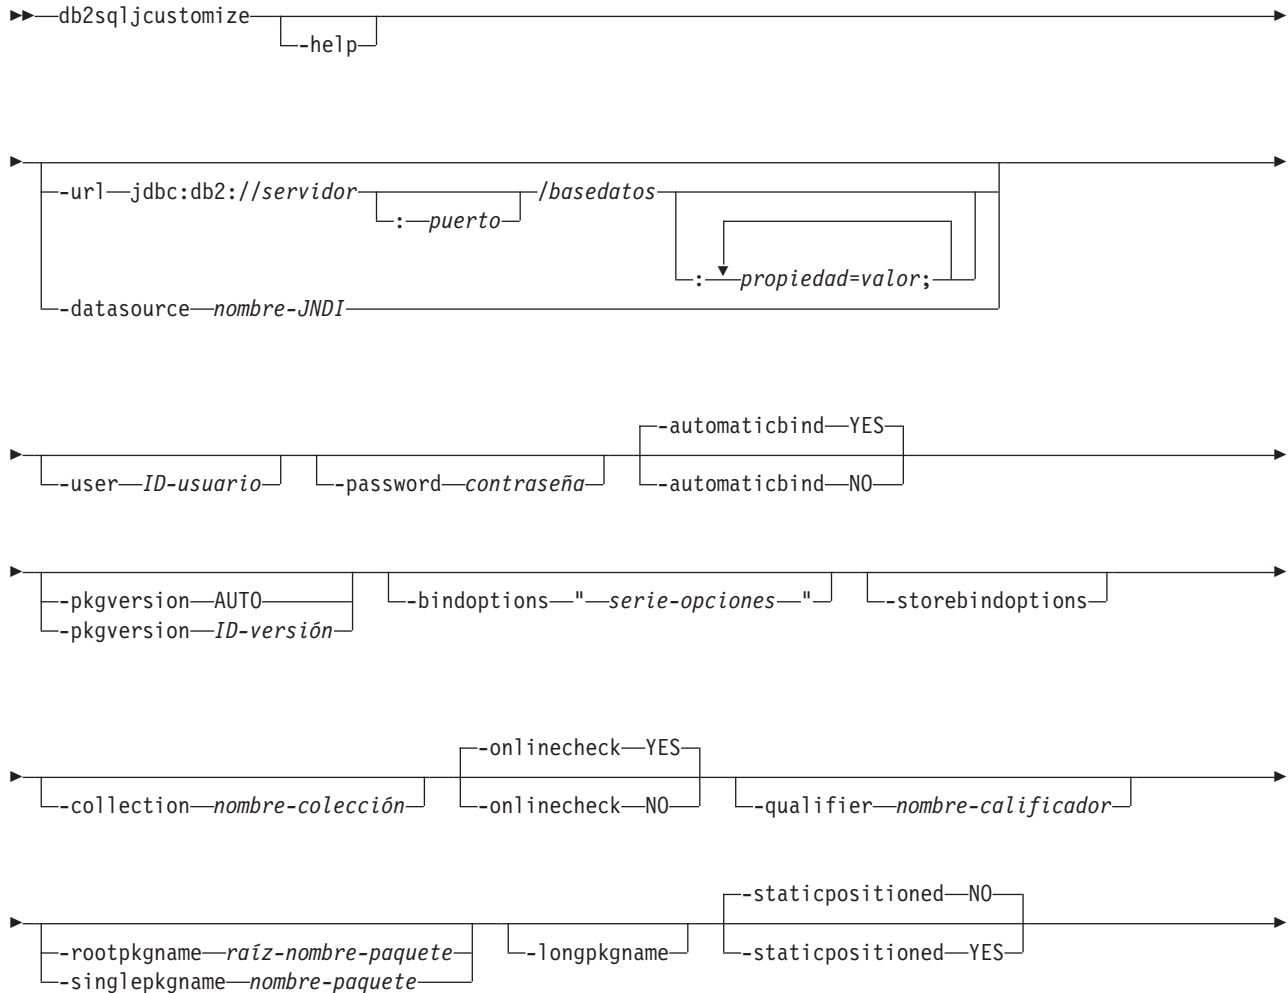 db2sqljcustomize
-help
-url jdbc:db2://servidor : puerto /basedatos : propiedad=valor;
-datasource nombre-JNDI
-automaticbind YES
-user ID-usuario -password contraseña -automaticbind NO
-pkgversion AUTO -bindoptions " serie-opciones " -storebindoptions
-pkgversion ID-versión
-onlinecheck YES
-collection nombre-colección -onlinecheck NO -qualifier nombre-calificador
-staticpositioned NO
-rootpkgname raíz-nombre-paquete -longpkgname -staticpositioned YES
-singlepkgname nombre-paquete